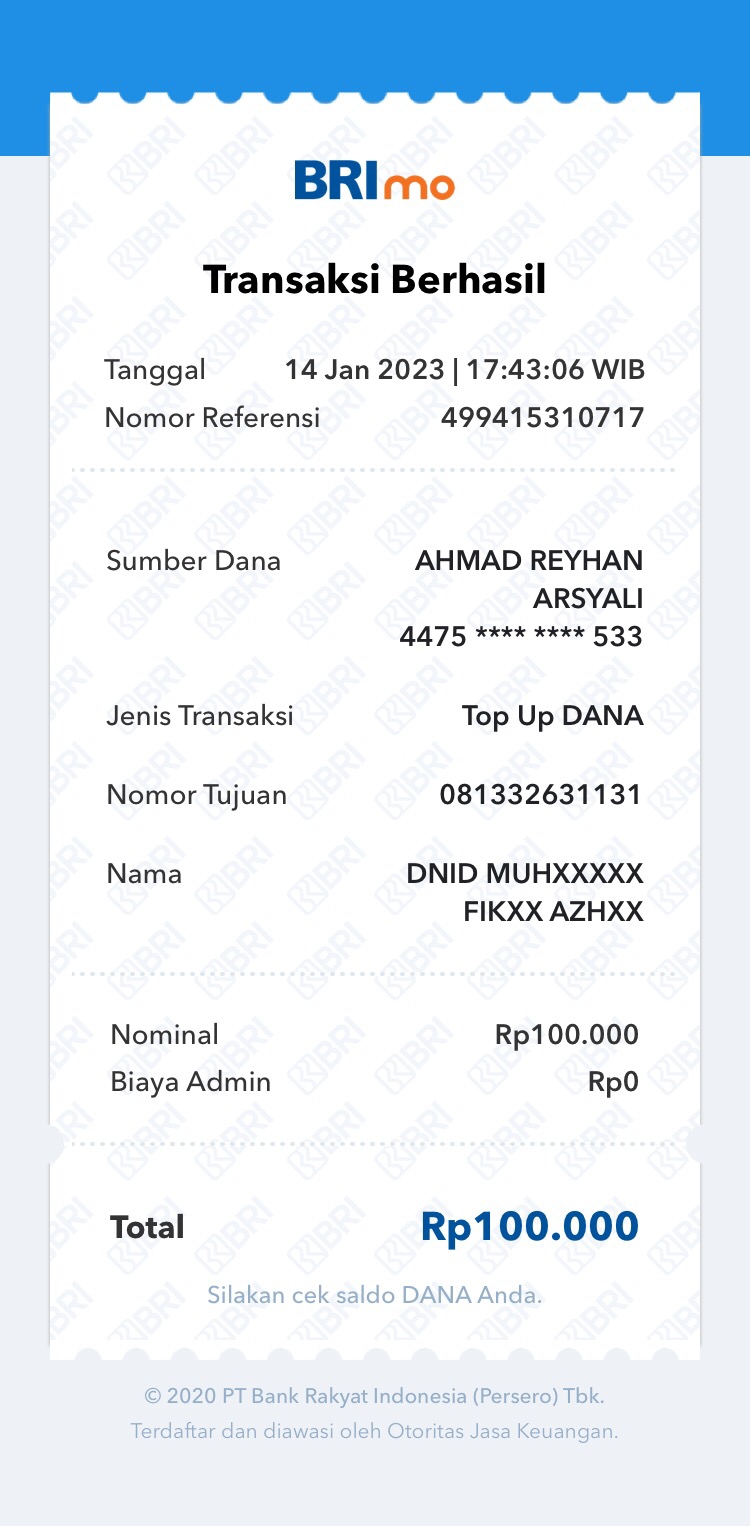 BRImo
Transaksi Berhasil
Tanggal 14 Jan 2023 | 17:43:06 WIB
Nomor Referensi 499415310717
Sumber Dana AHMAD REYHAN
ARSYALI
4475 **** **** 533
Jenis Transaksi Top Up DANA
Nomor Tujuan 081332631131
Nama DNID MUHXXXXX
FIKXX AZHXX
Nominal Rp100.000
Biaya Admin Rp0
Total Rp100.000
Silakan cek saldo DANA Anda.
© 2020 PT Bank Rakyat Indonesia (Persero) Tbk.
Terdaftar dan diawasi oleh Otoritas Jasa Keuangan.